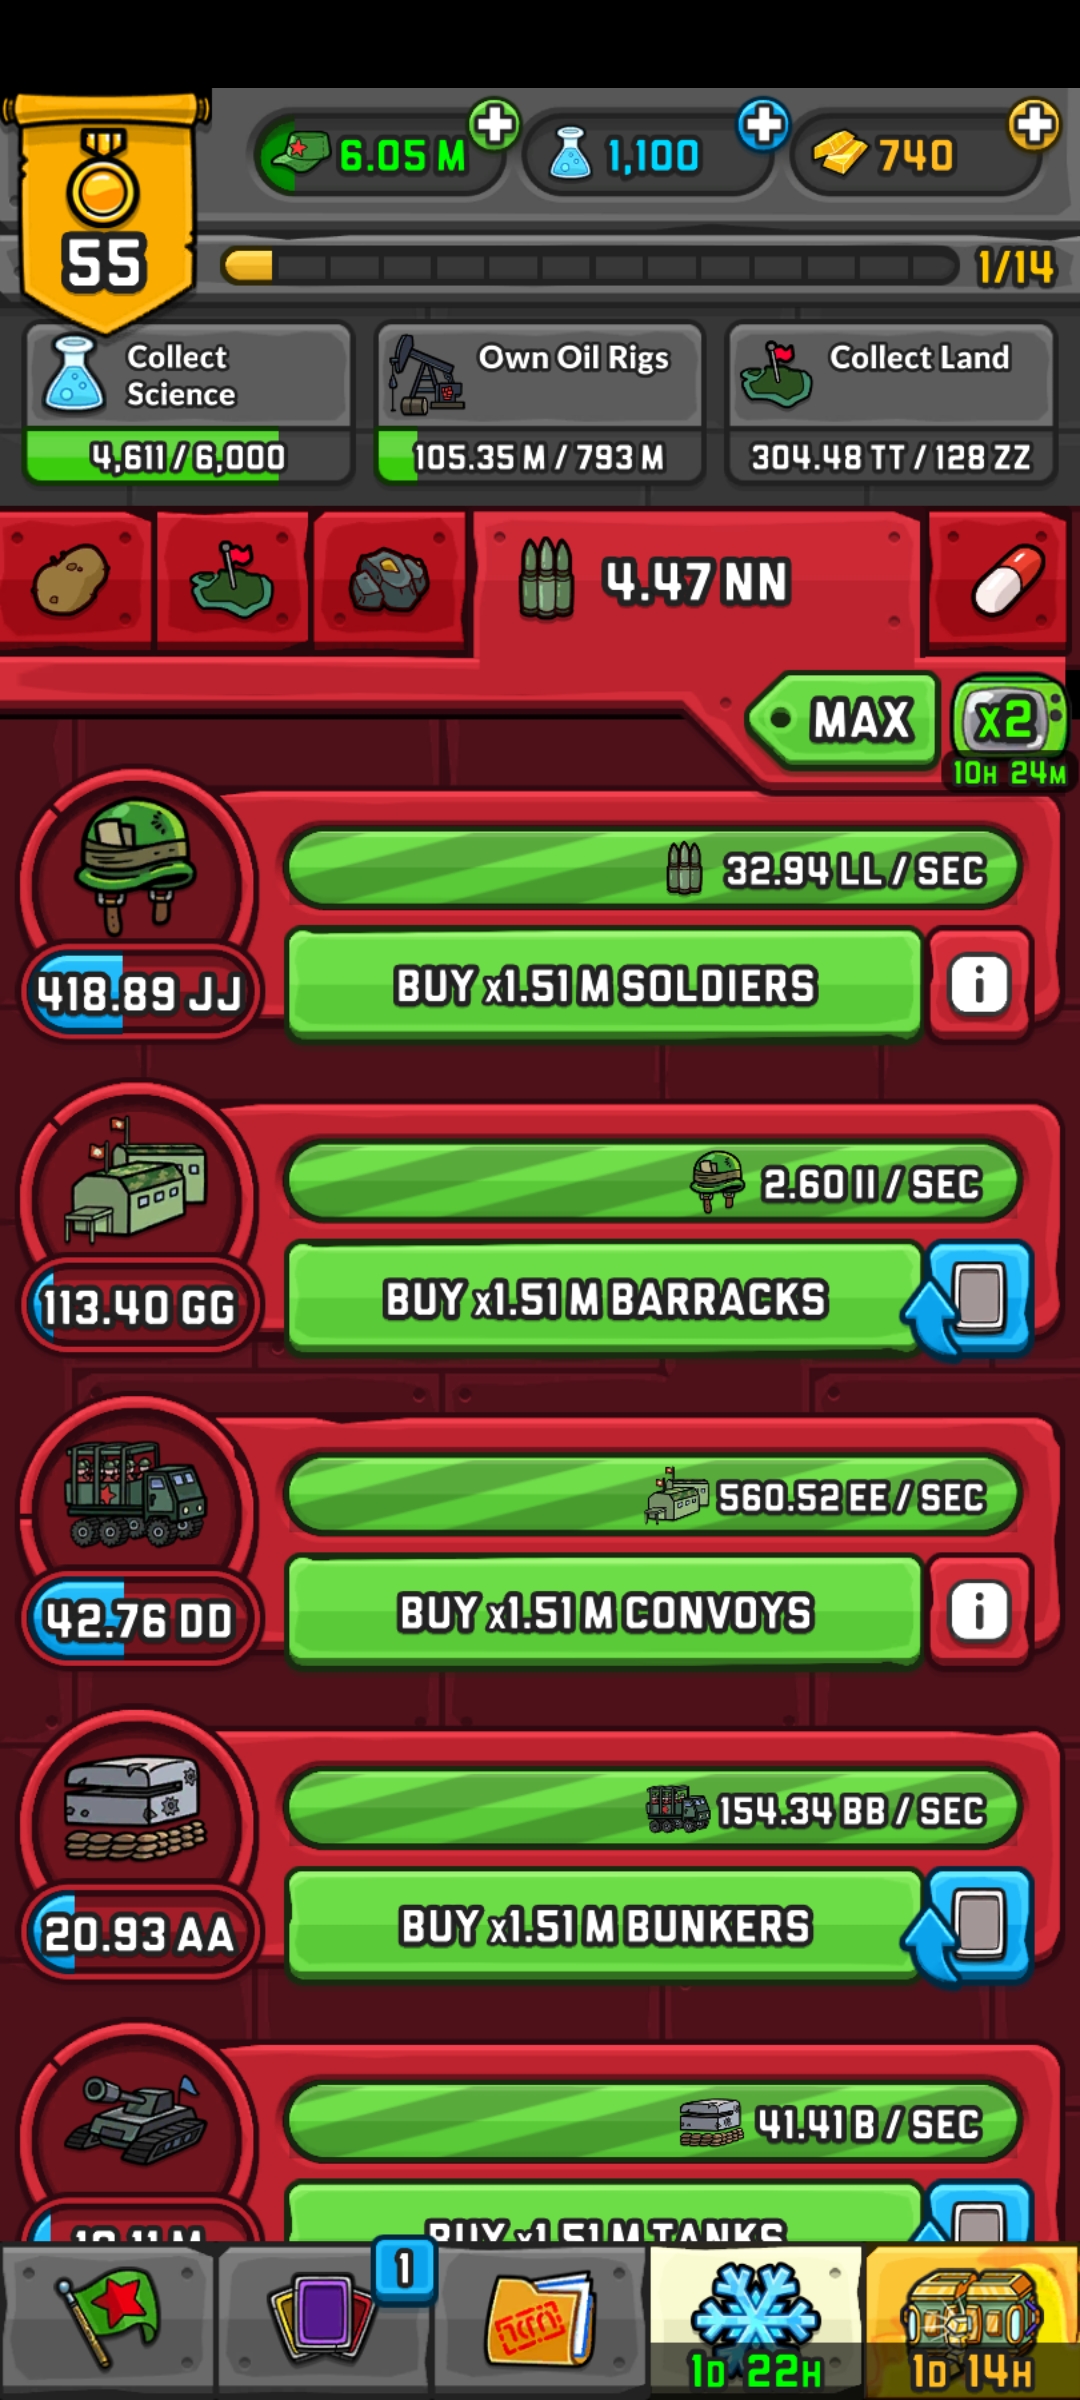 6.05 M
1,100
740
55
1/14
Collect
Science
4,611 / 6,000
Own Oil Rigs
105.35 M / 793 M
Collect Land
304.48 TT / 128 ZZ
4.47 NN
MAX
x2
10H 24M
32.94 LL / SEC
418.89 JJ
BUY x1.51 M SOLDIERS
i
2.60 II / SEC
113.40 GG
BUY x1.51 M BARRACKS
560.52 EE / SEC
42.76 DD
BUY x1.51 M CONVOYS
i
154.34 BB / SEC
20.93 AA
BUY x1.51 M BUNKERS
41.41 B / SEC
BUY x1.51 M TANKS
1
1D 22H
1D 14H